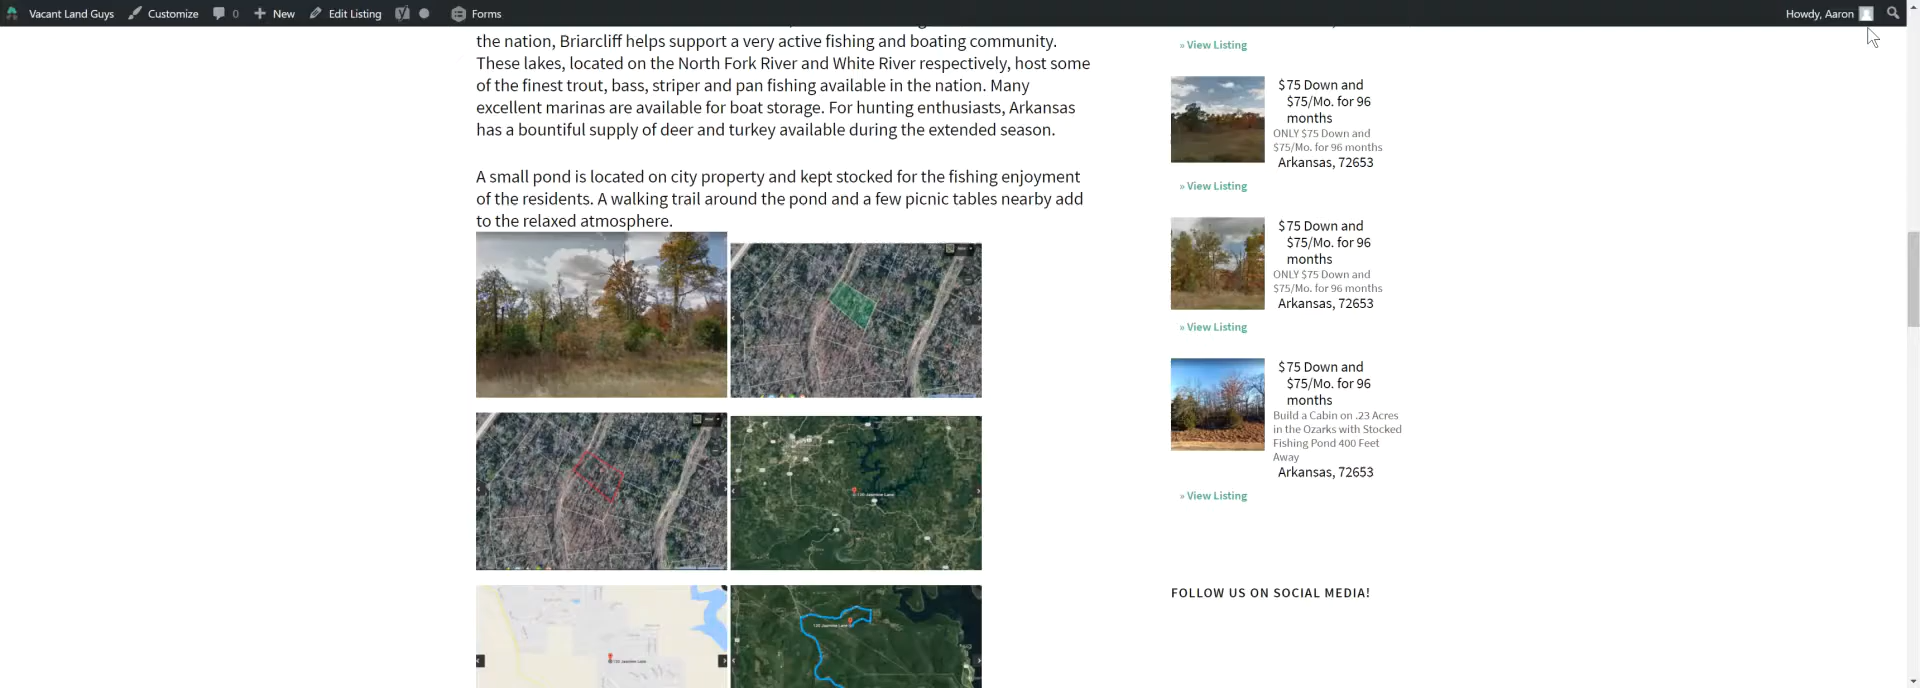 Vacant Land Guys Customize 0 New Edit Listing Forms Howdy, Aaron
the nation, Briarcliff helps support a very active fishing and boating community.
These lakes, located on the North Fork River and White River respectively, host some
of the finest trout, bass, striper and pan fishing available in the nation. Many
excellent marinas are available for boat storage. For hunting enthusiasts, Arkansas
has a bountiful supply of deer and turkey available during the extended season.
A small pond is located on city property and kept stocked for the fishing enjoyment
of the residents. A walking trail around the pond and a few picnic tables nearby add
to the relaxed atmosphere.
» View Listing
$75 Down and
$75/Mo. for 96
months
ONLY $75 Down and
$75/Mo. for 96 months
Arkansas, 72653
» View Listing
$75 Down and
$75/Mo. for 96
months
ONLY $75 Down and
$75/Mo. for 96 months
Arkansas, 72653
» View Listing
$75 Down and
$75/Mo. for 96
months
Build a Cabin on .23 Acres
in the Ozarks with Stocked
Fishing Pond 400 Feet
Away
Arkansas, 72653
» View Listing
FOLLOW US ON SOCIAL MEDIA!